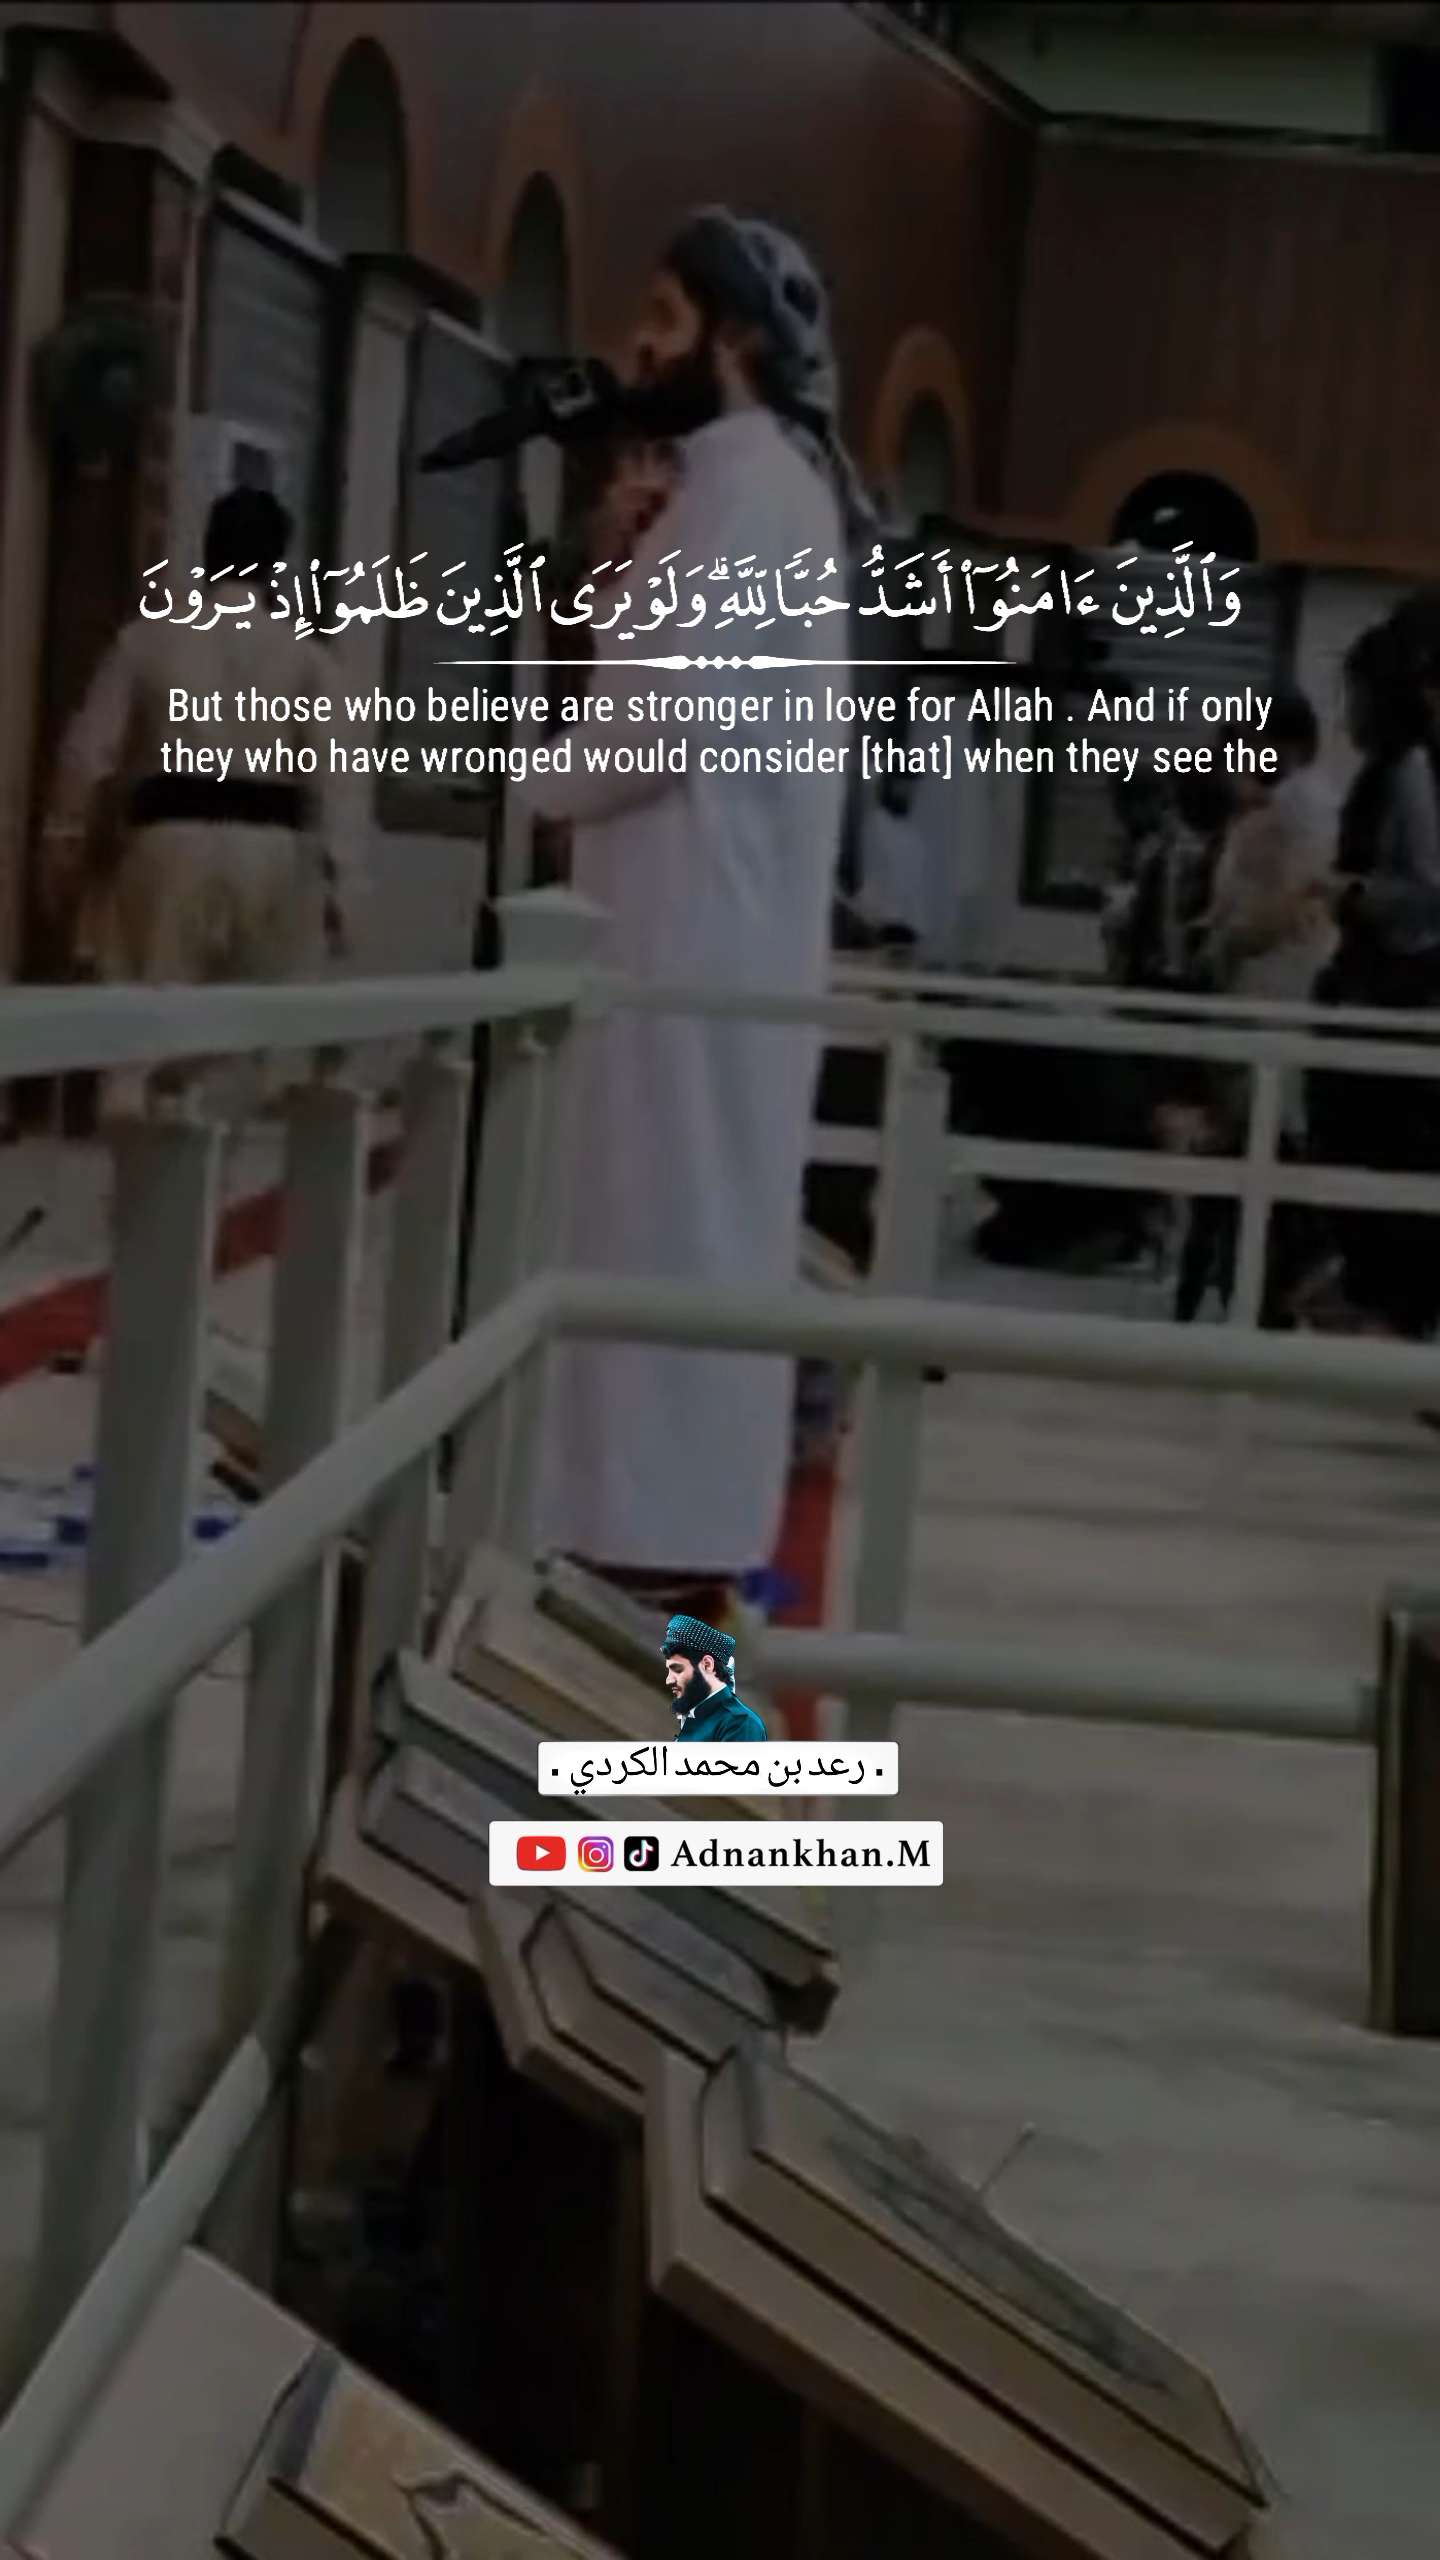 وَٱلَّذِينَ ءَامَنُوٓا۟ أَشَدُّ حُبًّا لِّلَّهِ ۗ وَلَوْ يَرَى ٱلَّذِينَ ظَلَمُوٓا۟ إِذْ يَرَوْنَ
But those who believe are stronger in love for Allah . And if only
they who have wronged would consider [that] when they see the
. رعد بن محمد الكردي .
Adnankhan.M